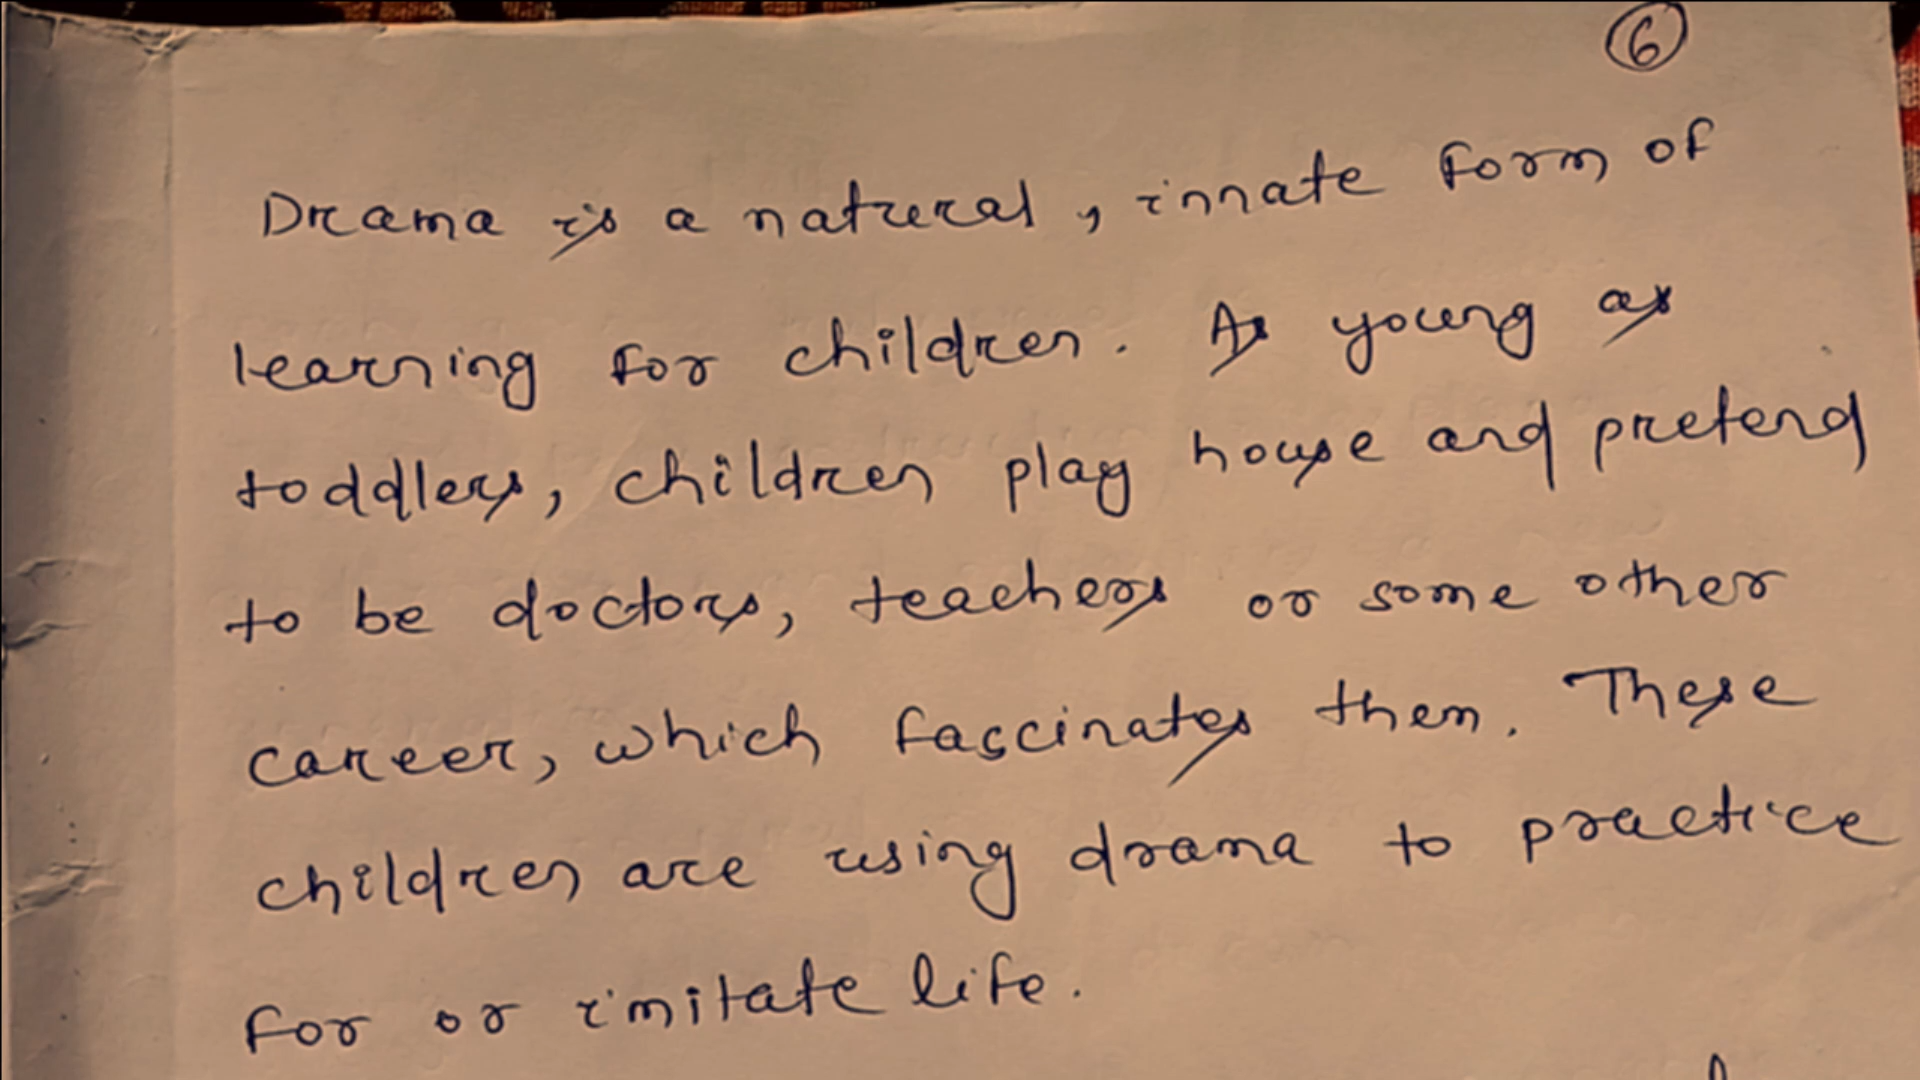 6
Drama is a natural, innate form of
learning for children. As young as
toddlers, children play house and pretend
to be doctors, teachers or some other
career, which fascinates them. These
children are using drama to practice
for or imitate life.